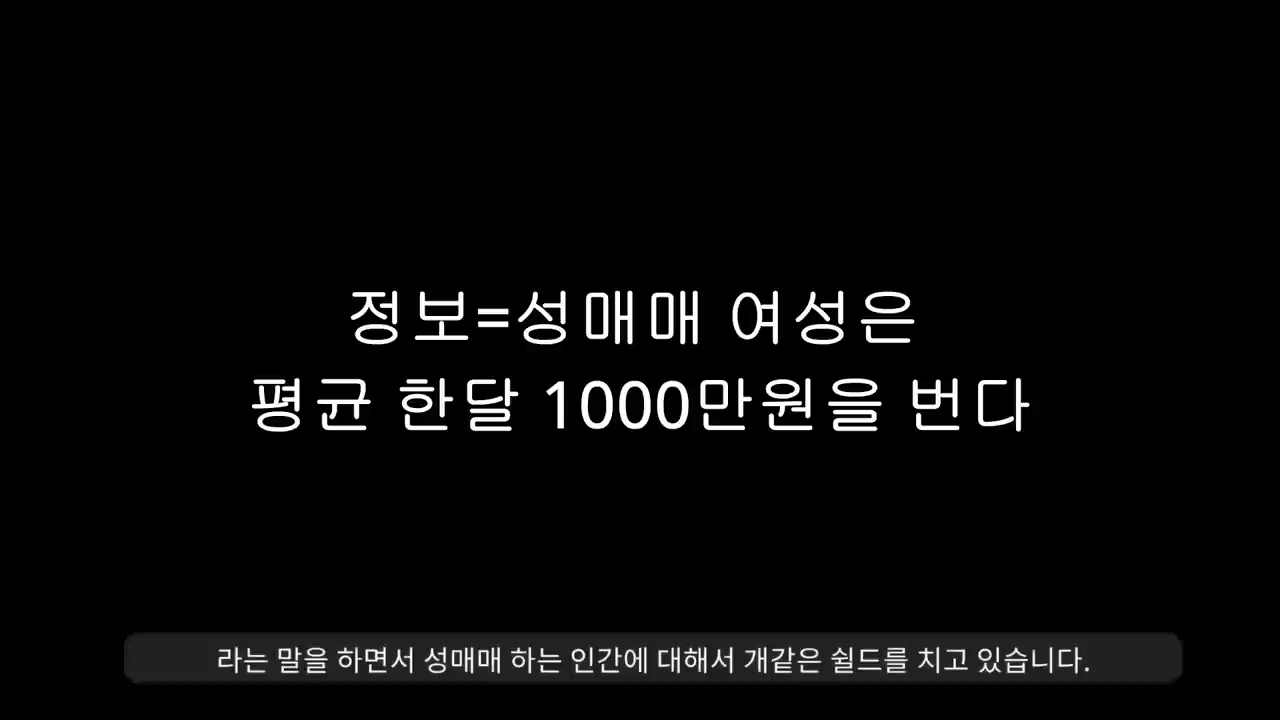 정보=성매매 여성은
평균 한달 1000만원을 번다
라는 말을 하면서 성매매 하는 인간에 대해서 개같은 쉴드를 치고 있습니다.